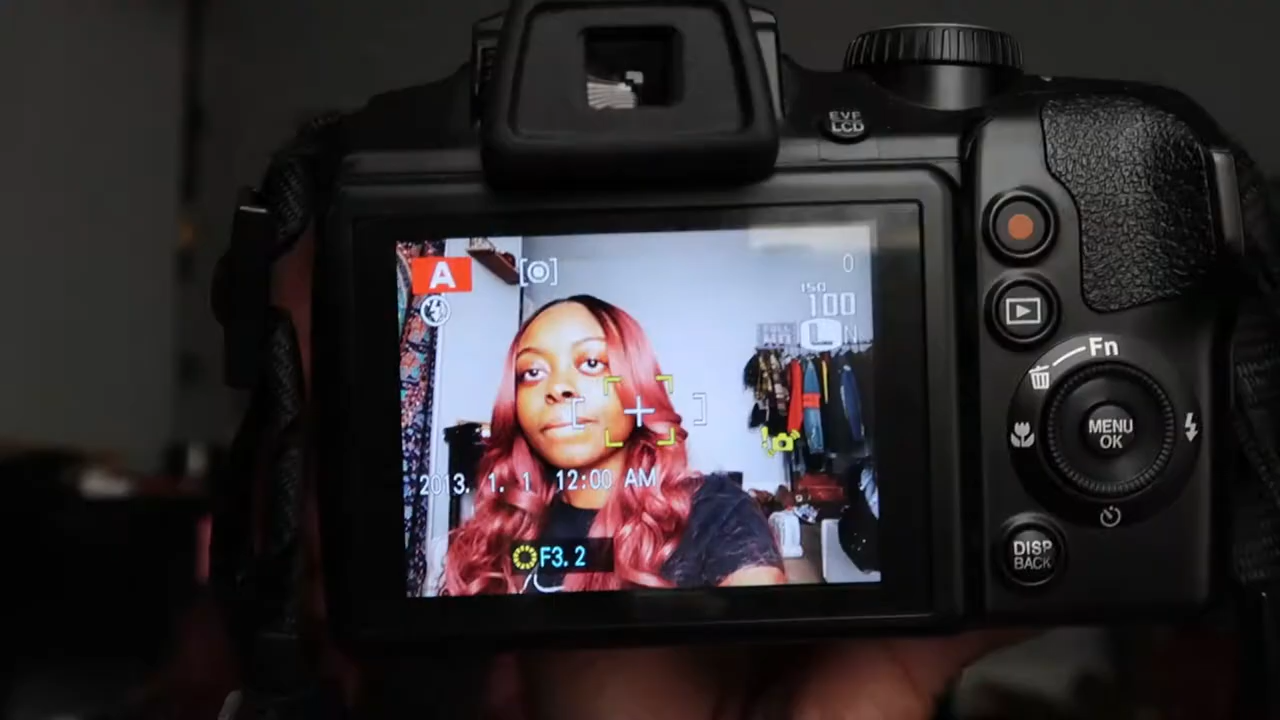 EVF
LCD
A
0
ISO
100
L N
Fn
MENU
OK
2013. 1. 1 12:00 AM
F3.2
DISP
BACK